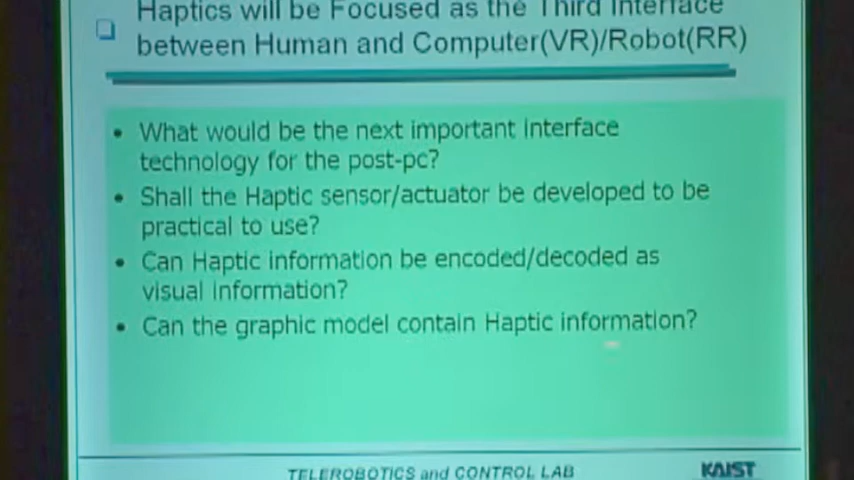 Haptics will be Focused as the Third Interface
between Human and Computer(VR)/Robot(RR)
• What would be the next important interface
technology for the post-pc?
• Shall the Haptic sensor/actuator be developed to be
practical to use?
• Can Haptic information be encoded/decoded as
visual information?
• Can the graphic model contain Haptic information?
TELEROBOTICS and CONTROL LAB
KAIST